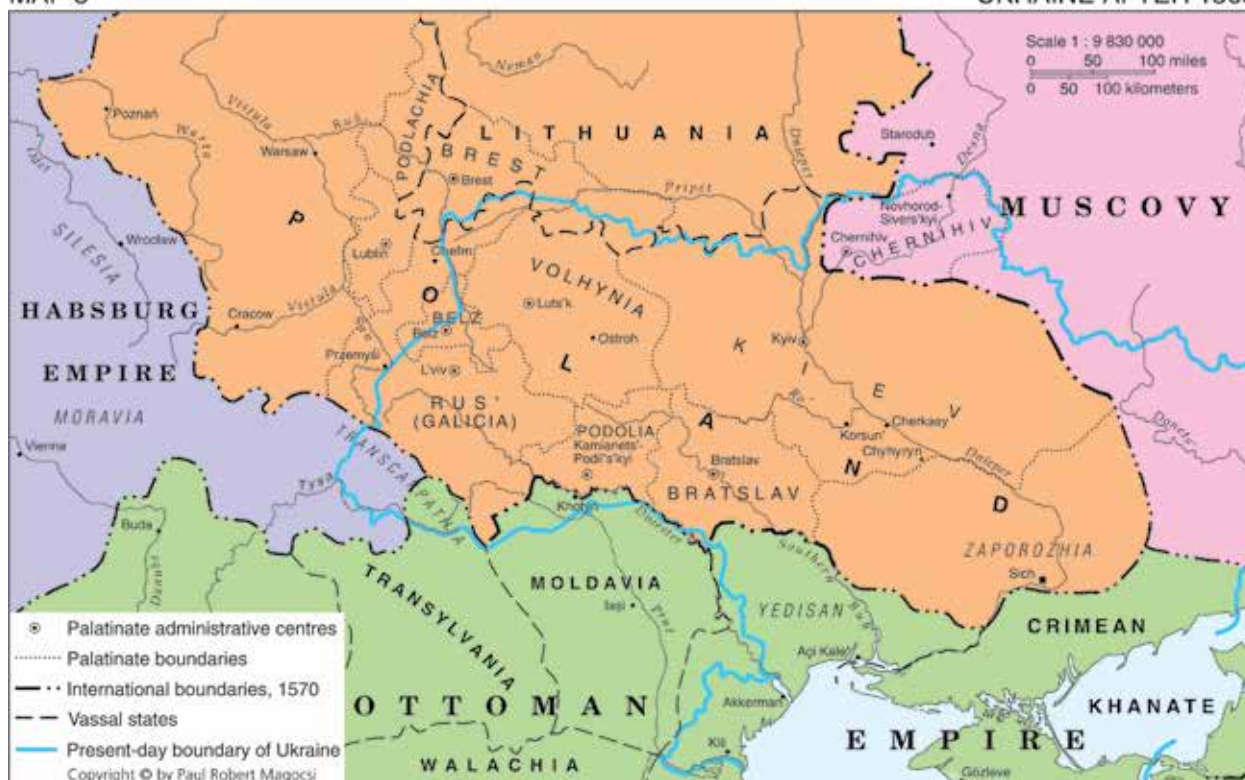 Scale 1 : 9 830 000
0 50 100 miles
0 50 100 kilometers
Neman
PODLACHIA
Poznań
Vistula
Warta
Warsaw
LITHUANIA
Dnieper
Starodub
Desna
BREST
Brest
Pripet
Novhorod-
Sivers'kyi
MUSCOVY
SILESIA
Wrocław
Lublin
Chełm
Chernihiv
CHERNIHIV
VOLHYNIA
POLAND
HABSBURG
EMPIRE
Cracow
Vistula
Luts'k
BELZ
Belz
Ostroh
KIEV
Kyiv
Przemyśl
L'viv
MORAVIA
RUS'
(GALICIA)
Ros'
Cherkasy
Korsun'
Chyhyryn
Dnieper
Donets'
Vienna
TRANSCARPATHIA
Tysa
PODOLIA
Kamianets'-
Podil's'kyi
Bratslav
BRATSLAV
Buda
Danube
Khotyn
Dniester
Southern Buh
ZAPOROZHIA
Sich
TRANSYLVANIA
MOLDAVIA
Iaşi
Prut
YEDISAN
Açi Kale
CRIMEAN
KHANATE
OTTOMAN
EMPIRE
Akkerman
Kili
WALACHIA
Gözleve
Palatinate administrative centres
Palatinate boundaries
International boundaries, 1570
Vassal states
Present-day boundary of Ukraine
Copyright © by Paul Robert Magocsi